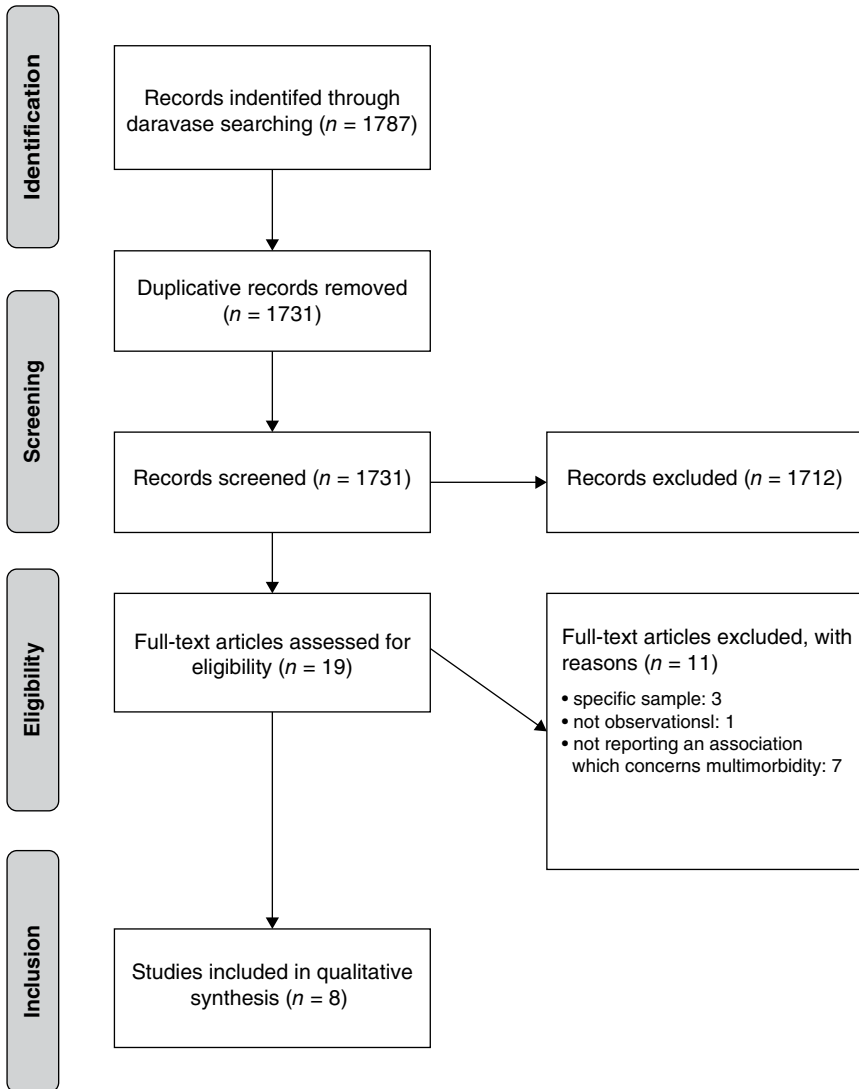 Identification
Records indentifed through
daravase searching (n = 1787)
Duplicative records removed
(n = 1731)
Screening
Records screened (n = 1731)
Records excluded (n = 1712)
Eligibility
Full-text articles assessed for
eligibility (n = 19)
Full-text articles excluded, with
reasons (n = 11)
• specific sample: 3
• not observationsl: 1
• not reporting an association
which concerns multimorbidity: 7
Inclusion
Studies included in qualitative
synthesis (n = 8)